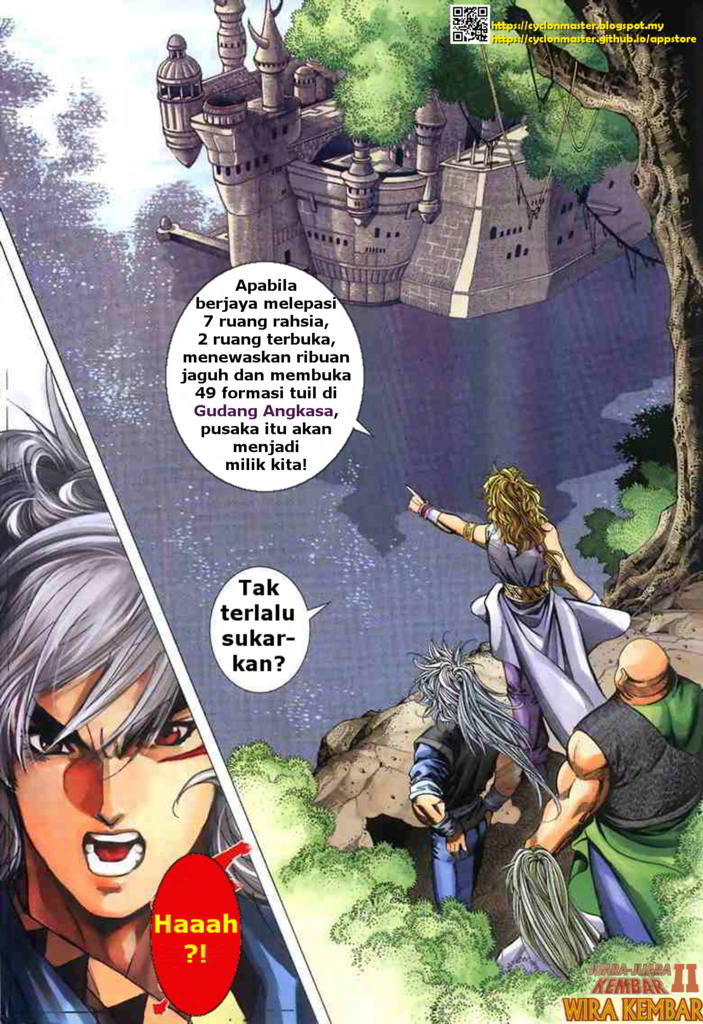 https://cyclonmaster.blogspot.my
https://cyclonmaster.github.io/appstore
Apabila
berjaya melepasi
7 ruang rahsia,
2 ruang terbuka,
menewaskan ribuan
jaguh dan membuka
49 formasi tuil di
Gudang Angkasa,
pusaka itu akan
menjadi
milik kita!
Tak
terlalu
sukar-
kan?
Haaah
?!
JUARA-JUARA
KEMBAR II
WIRA KEMBAR